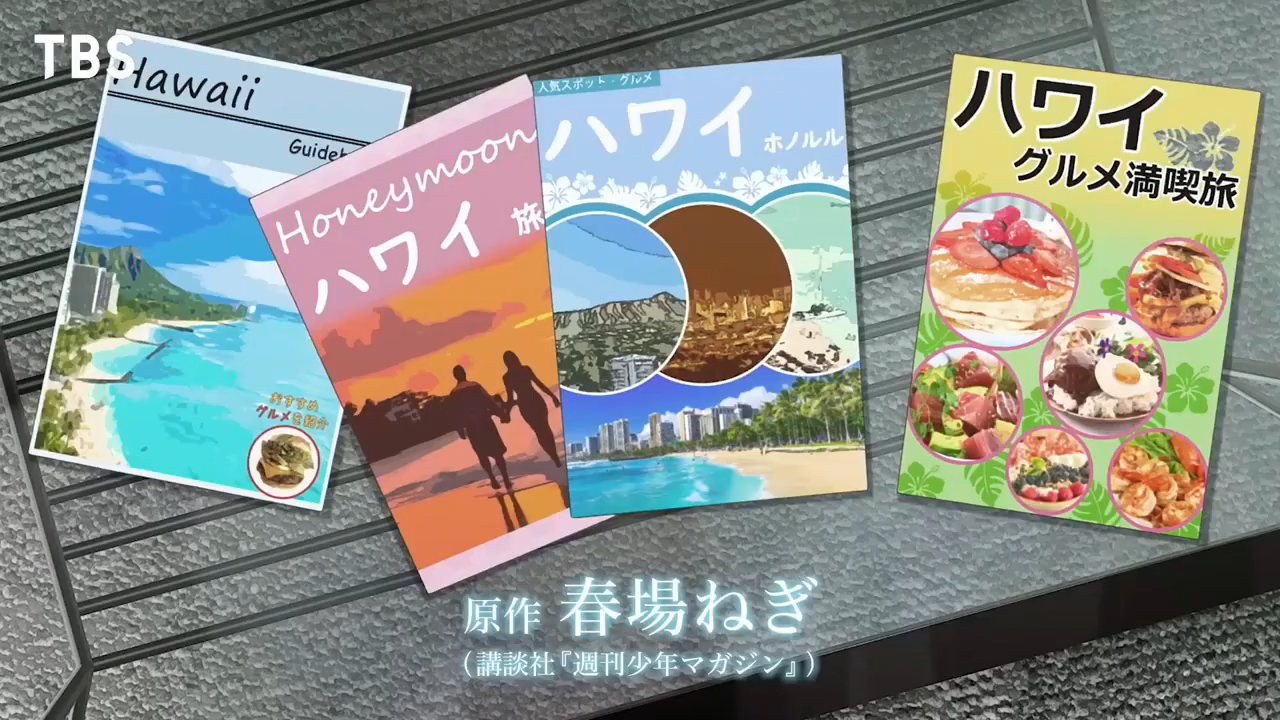 TBS
Hawaii
Guideb
おすすめ
グルメを紹介
Honeymoon
ハワイ 旅
人気スポット・グルメ
ハワイ ホノルル
ハワイ
グルメ満喫旅
原作 春場ねぎ
(講談社『週刊少年マガジン』)